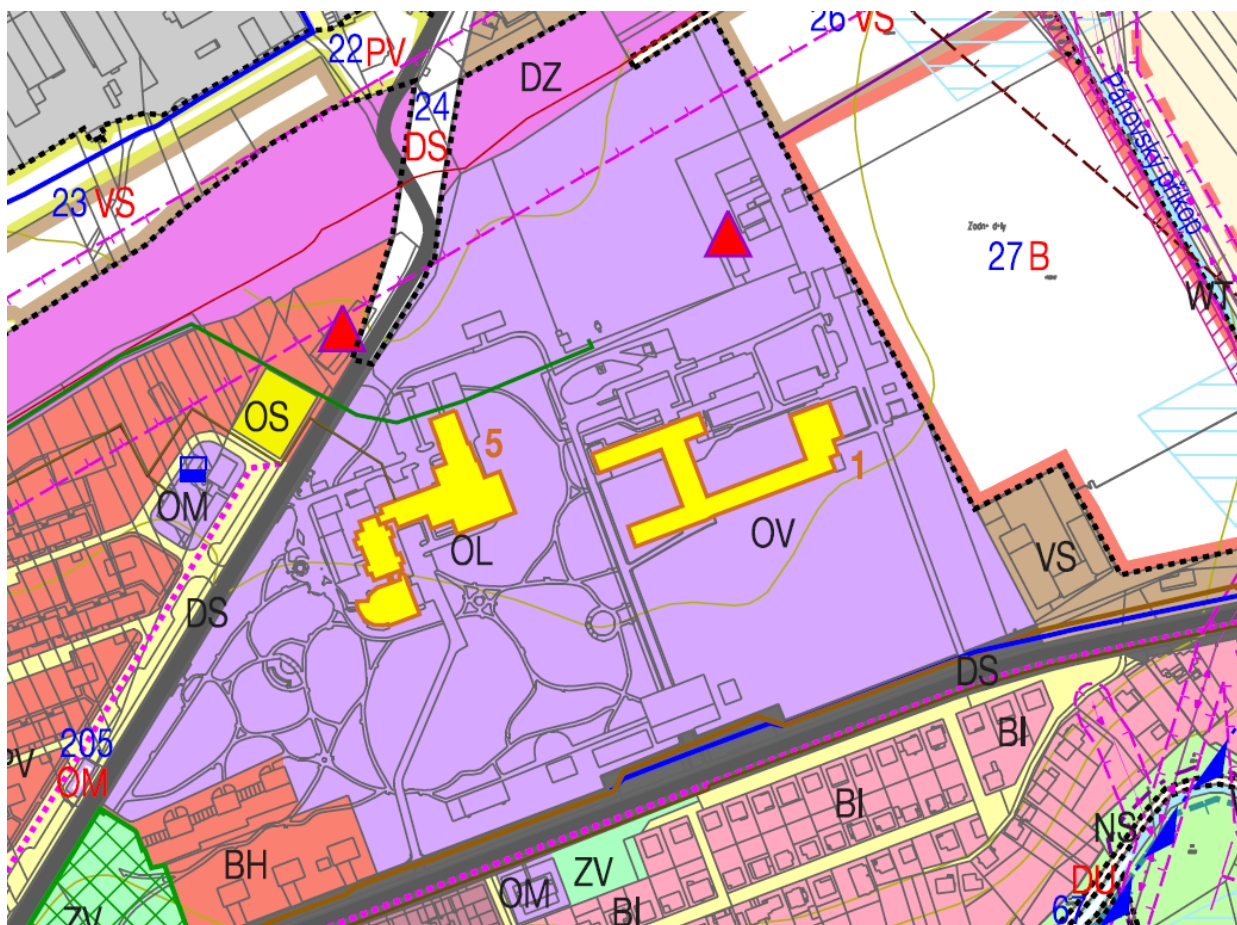 26 VS
22 PV
DZ
24
DS
23 VS
Pánovský příkop
27 B
WT
OS
5
1
OM
OL
OV
VS
DS
DS
205
OM
PV
BI
BI
NS
BH
ZV
OM
BI
DU
67
ZV